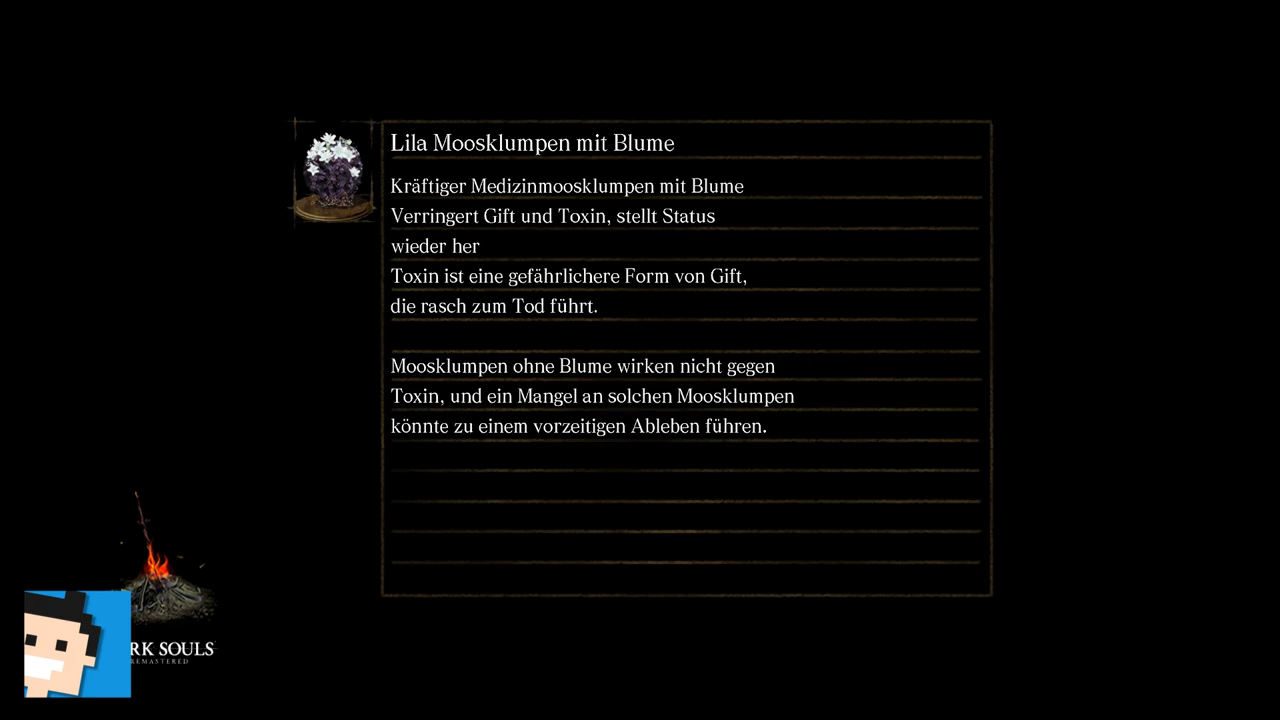 Lila Moosklumpen mit Blume
Kräftiger Medizinmoosklumpen mit Blume
Verringert Gift und Toxin, stellt Status
wieder her
Toxin ist eine gefährlichere Form von Gift,
die rasch zum Tod führt.
Moosklumpen ohne Blume wirken nicht gegen
Toxin, und ein Mangel an solchen Moosklumpen
könnte zu einem vorzeitigen Ableben führen.
RK SOULS
REMASTERED